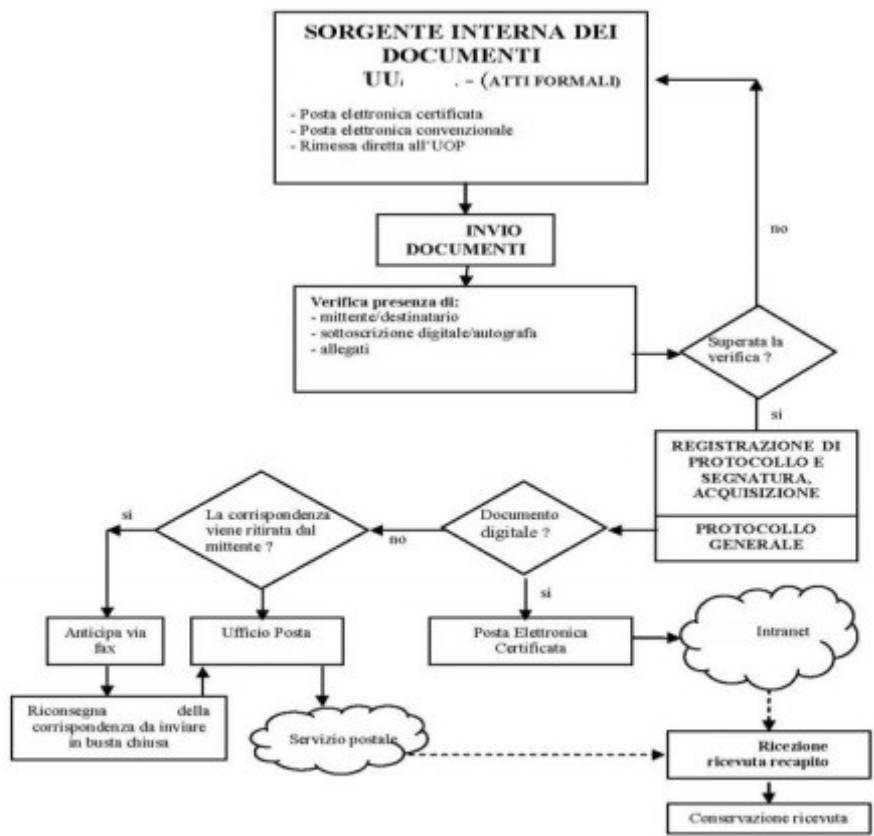 SORGENTE INTERNA DEI
DOCUMENTI
UU. . - (ATTI FORMALI)
- Posta elettronica certificata
- Posta elettronica convenzionale
- Rimessa diretta all'UOP
INVIO
DOCUMENTI
no
Verifica presenza di:
- mittente/destinatario
- sottoscrizione digitale/autografa
- allegati
Superata la
verifica ?
si
REGISTRAZIONE DI
PROTOCOLLO E
SEGNATURA,
ACQUISIZIONE
PROTOCOLLO
GENERALE
Documento
digitale ?
no
La corrispondenza
viene ritirata dal
mittente ?
si
si
Anticipa via
fax
Ufficio Posta
Posta Elettronica
Certificata
Intranet
Riconsegna della
corrispondenza da inviare
in busta chiusa
Servizio postale
Ricezione
ricevuta recapito
Conservazione ricevuta